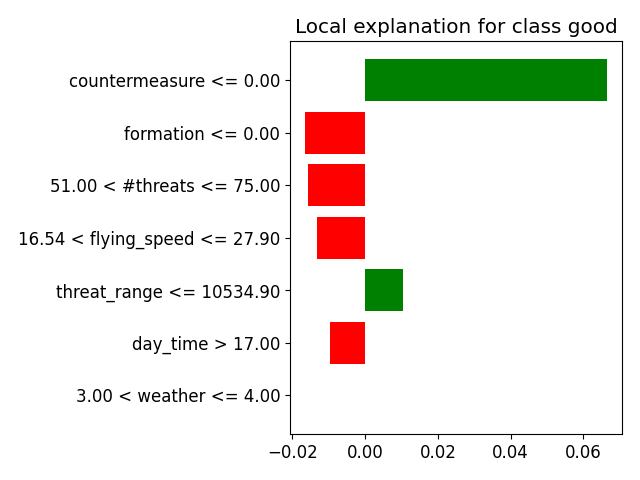 Local explanation for class good
countermeasure <= 0.00
formation <= 0.00
51.00 < #threats <= 75.00
16.54 < flying_speed <= 27.90
threat_range <= 10534.90
day_time > 17.00
3.00 < weather <= 4.00
−0.02 0.00 0.02 0.04 0.06